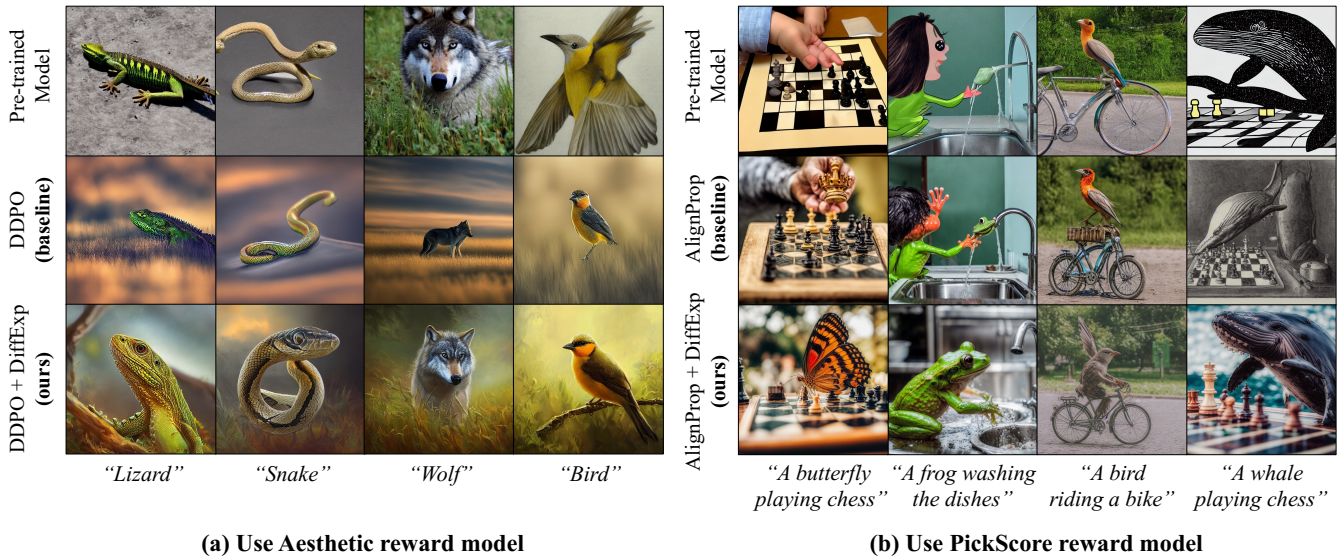 Pre-trained
Model
DDPO
(baseline)
DDPO + DiffExp
(ours)
“Lizard”
“Snake”
“Wolf”
“Bird”
(a) Use Aesthetic reward model
Pre-trained
Model
AlignProp
(baseline)
AlignProp + DiffExp
(ours)
“A butterfly
playing chess”
“A frog washing
the dishes”
“A bird
riding a bike”
“A whale
playing chess”
(b) Use PickScore reward model